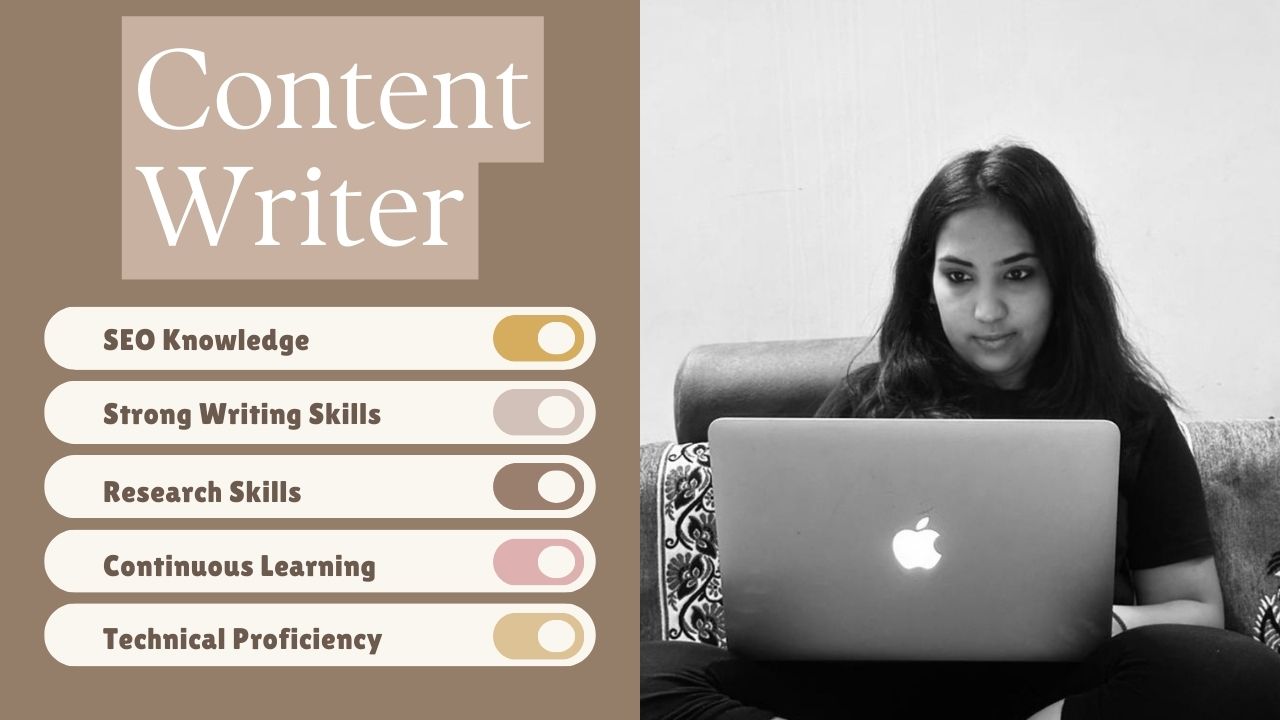 Content
Writer
SEO Knowledge
Strong Writing Skills
Research Skills
Continuous Learning
Technical Proficiency